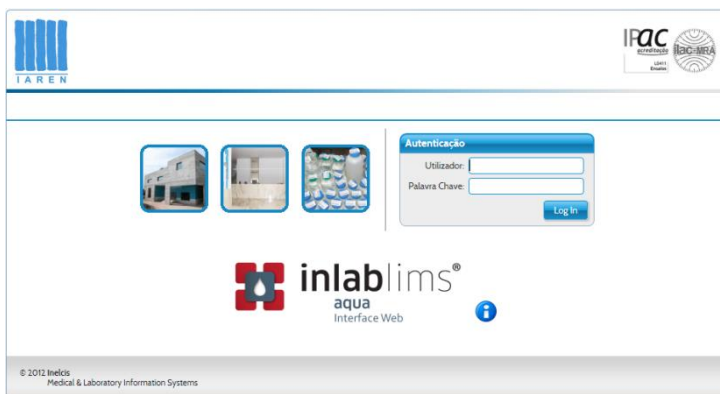 IAREN
IPAC
acreditação
ilac-MRA
Ensaios
Autenticação
Utilizador:
Palavra Chave:
Log In
inlablims®
aqua
Interface Web
i
© 2012 Inelcis
Medical & Laboratory Information Systems